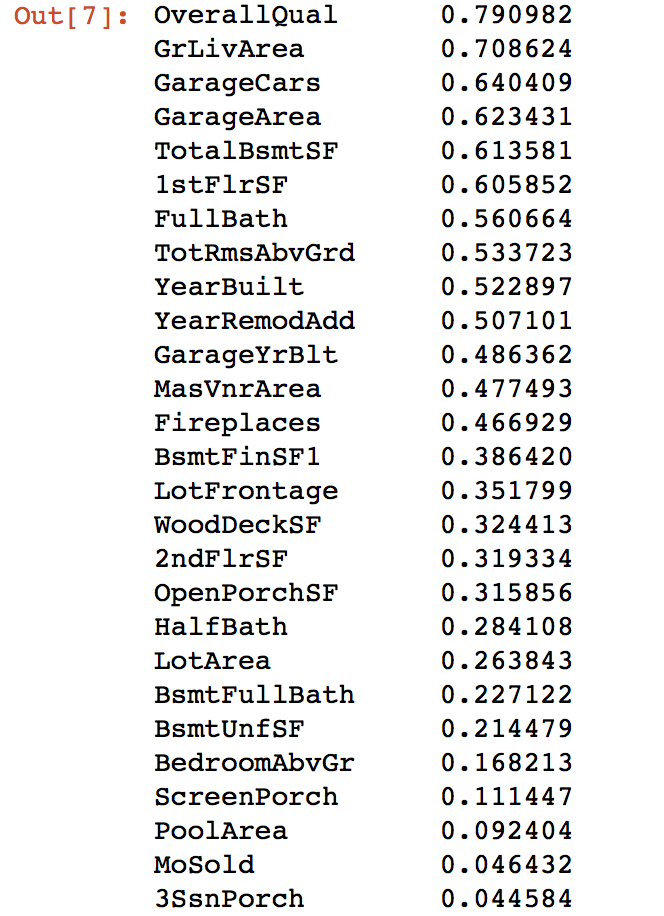 Out[7]: OverallQual 0.790982
GrLivArea 0.708624
GarageCars 0.640409
GarageArea 0.623431
TotalBsmtSF 0.613581
1stFlrSF 0.605852
FullBath 0.560664
TotRmsAbvGrd 0.533723
YearBuilt 0.522897
YearRemodAdd 0.507101
GarageYrBlt 0.486362
MasVnrArea 0.477493
Fireplaces 0.466929
BsmtFinSF1 0.386420
LotFrontage 0.351799
WoodDeckSF 0.324413
2ndFlrSF 0.319334
OpenPorchSF 0.315856
HalfBath 0.284108
LotArea 0.263843
BsmtFullBath 0.227122
BsmtUnfSF 0.214479
BedroomAbvGr 0.168213
ScreenPorch 0.111447
PoolArea 0.092404
MoSold 0.046432
3SsnPorch 0.044584